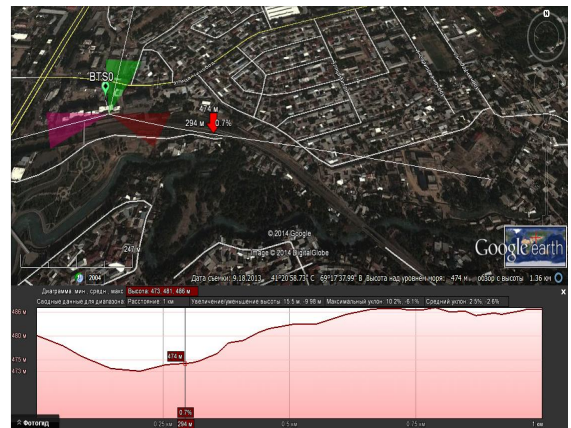 N
BTS0
474 м
294 м 0.7%
© 2014 Google
Image © 2014 DigitalGlobe
Google earth
247 м
2004
Дата съемки: 9.18.2013 41°20'58.73" С 69°17'37.99" В Высота над уровнем моря: 474 м обзор с высоты 1.36 км
Диаграмма: мин., средн., макс. Высота: 473, 481, 486 м
Сводные данные для диапазона: Расстояние: 1 км Увеличение/уменьшение высоты: 15.5 м, -9.98 м Максимальный уклон: 10.2%, -6.1% Средний уклон: 2.5%, -2.6%
486 м
480 м
475 м
473 м
474 м
0.7%
0.25 км 294 м 0.5 км 0.75 км 1 км
Фотогид